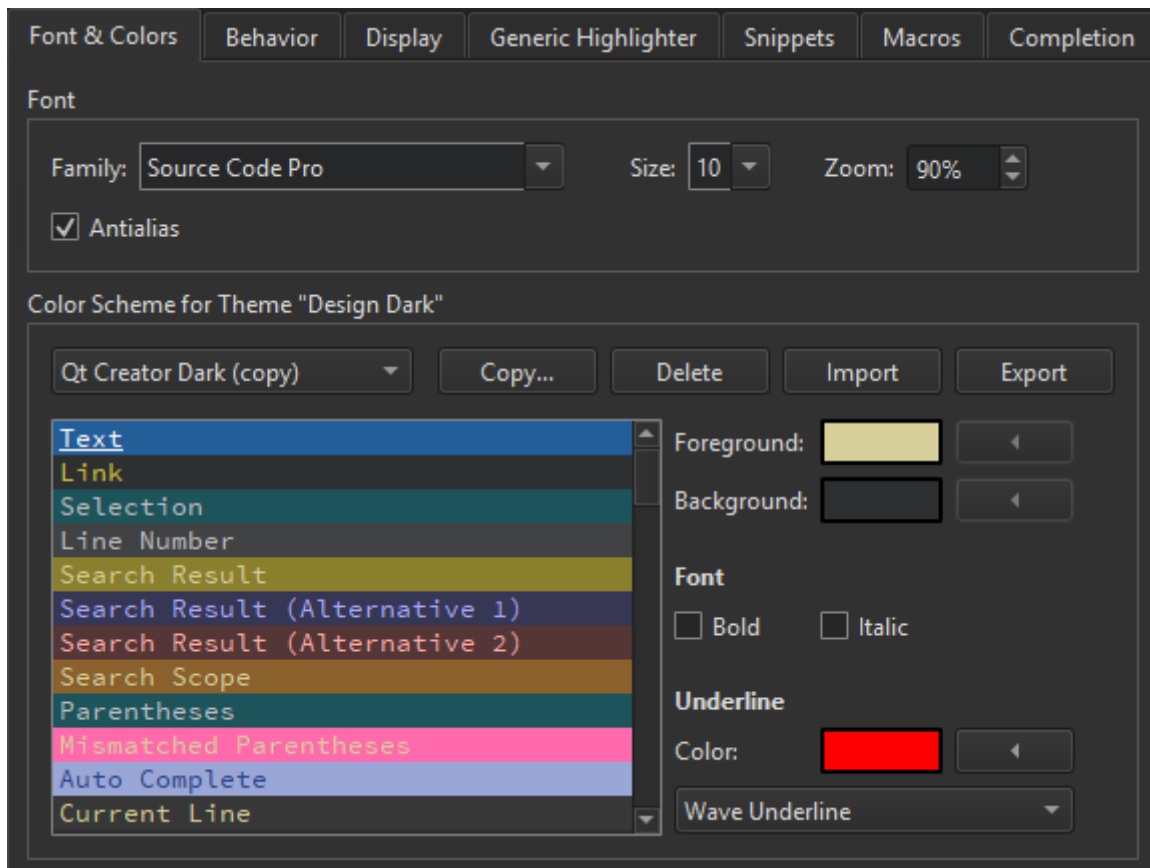 Font & Colors Behavior Display Generic Highlighter Snippets Macros Completion
Font
Family: Source Code Pro Size: 10 Zoom: 90%
Antialias
Color Scheme for Theme "Design Dark"
Qt Creator Dark (copy) Copy... Delete Import Export
Text
Link
Selection
Line Number
Search Result
Search Result (Alternative 1)
Search Result (Alternative 2)
Search Scope
Parentheses
Mismatched Parentheses
Auto Complete
Current Line
Foreground:
Background:
Font
Bold Italic
Underline
Color:
Wave Underline